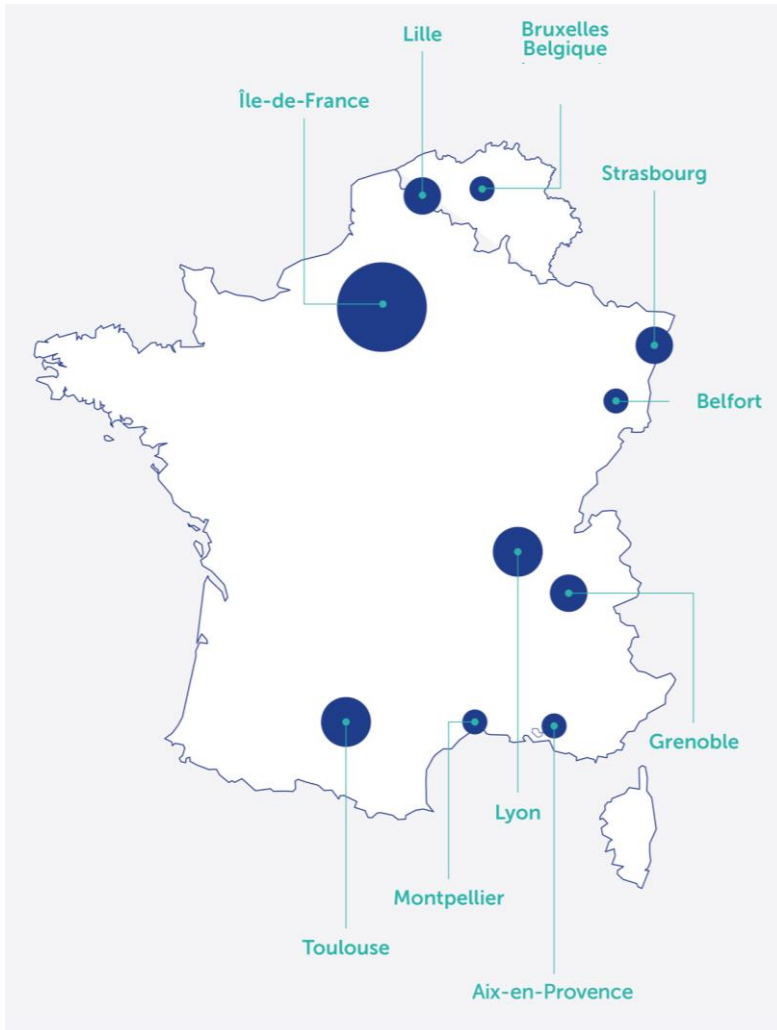 Lille
Bruxelles
Belgique
Île-de-France
Strasbourg
Belfort
Grenoble
Lyon
Montpellier
Toulouse
Aix-en-Provence